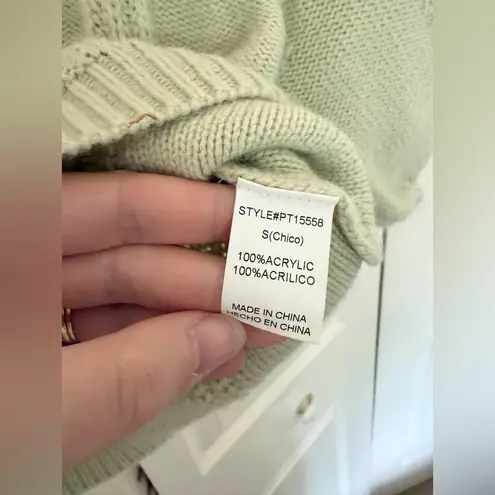 STYLE#PT15558
S(Chico)
100%ACRYLIC
100%ACRILICO
MADE IN CHINA
HECHO EN CHINA